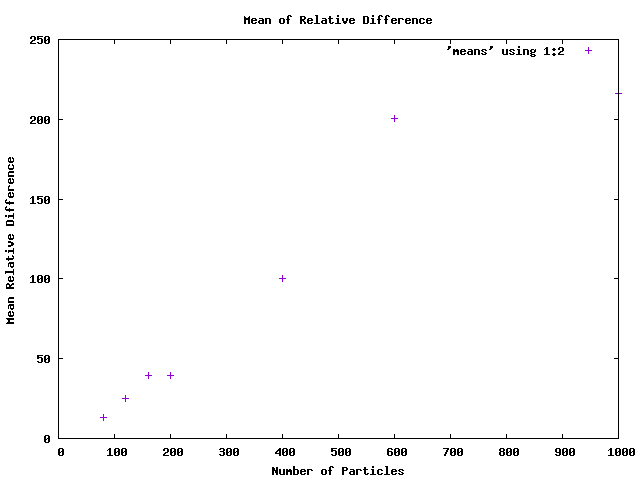 Mean of Relative Difference
250
'means' using 1:2
200
150
100
50
0
Mean Relative Difference
0 100 200 300 400 500 600 700 800 900 1000
Number of Particles